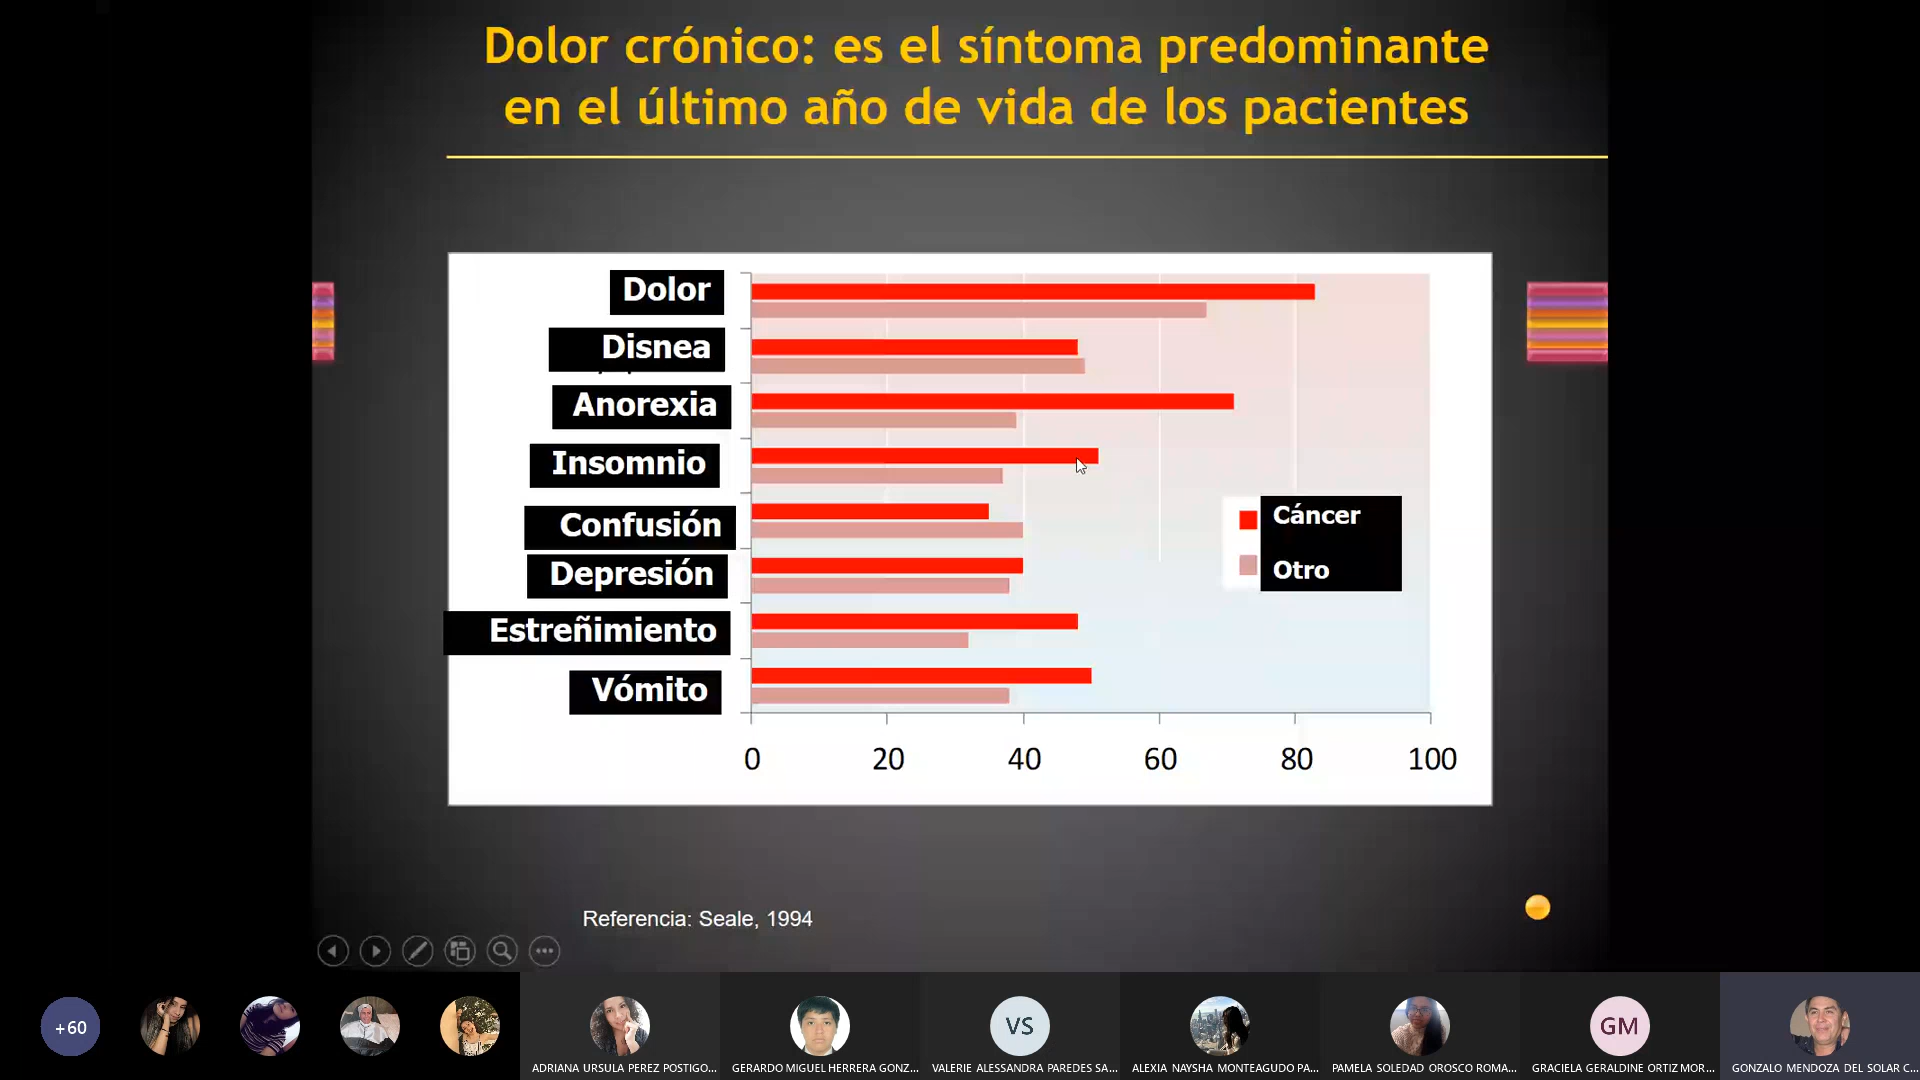 Dolor crónico: es el síntoma predominante
en el último año de vida de los pacientes
Dolor
Disnea
Anorexia
Insomnio
Confusión
Depresión
Estreñimiento
Vómito
Cáncer
Otro
0 20 40 60 80 100
Referencia: Seale, 1994
+60
VS
GM
ADRIANA URSULA PEREZ POSTIGO...
GERARDO MIGUEL HERRERA GONZ...
VALERIE ALESSANDRA PAREDES SA...
ALEXIA NAYSHA MONTEAGUDO PA...
PAMELA SOLEDAD OROSCO ROMA...
GRACIELA GERALDINE ORTIZ MOR...
GONZALO MENDOZA DEL SOLAR C...